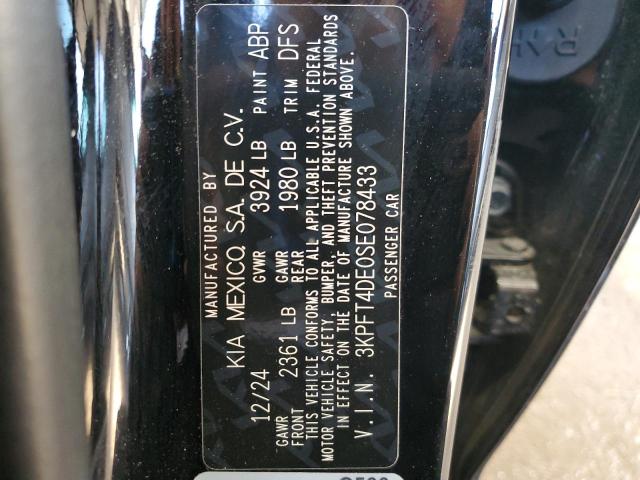 MANUFACTURED BY
KIA MEXICO, S.A. DE C.V.
12/24 GVWR 3924 LB PAINT ABP
GAWR FRONT 2361 LB GAWR REAR 1980 LB TRIM DFS
THIS VEHICLE CONFORMS TO ALL APPLICABLE U.S.A. FEDERAL
MOTOR VEHICLE SAFETY, BUMPER, AND THEFT PREVENTION STANDARDS
IN EFFECT ON THE DATE OF MANUFACTURE SHOWN ABOVE.
V.I.N. 3KPFT4DE0SE078433
PASSENGER CAR